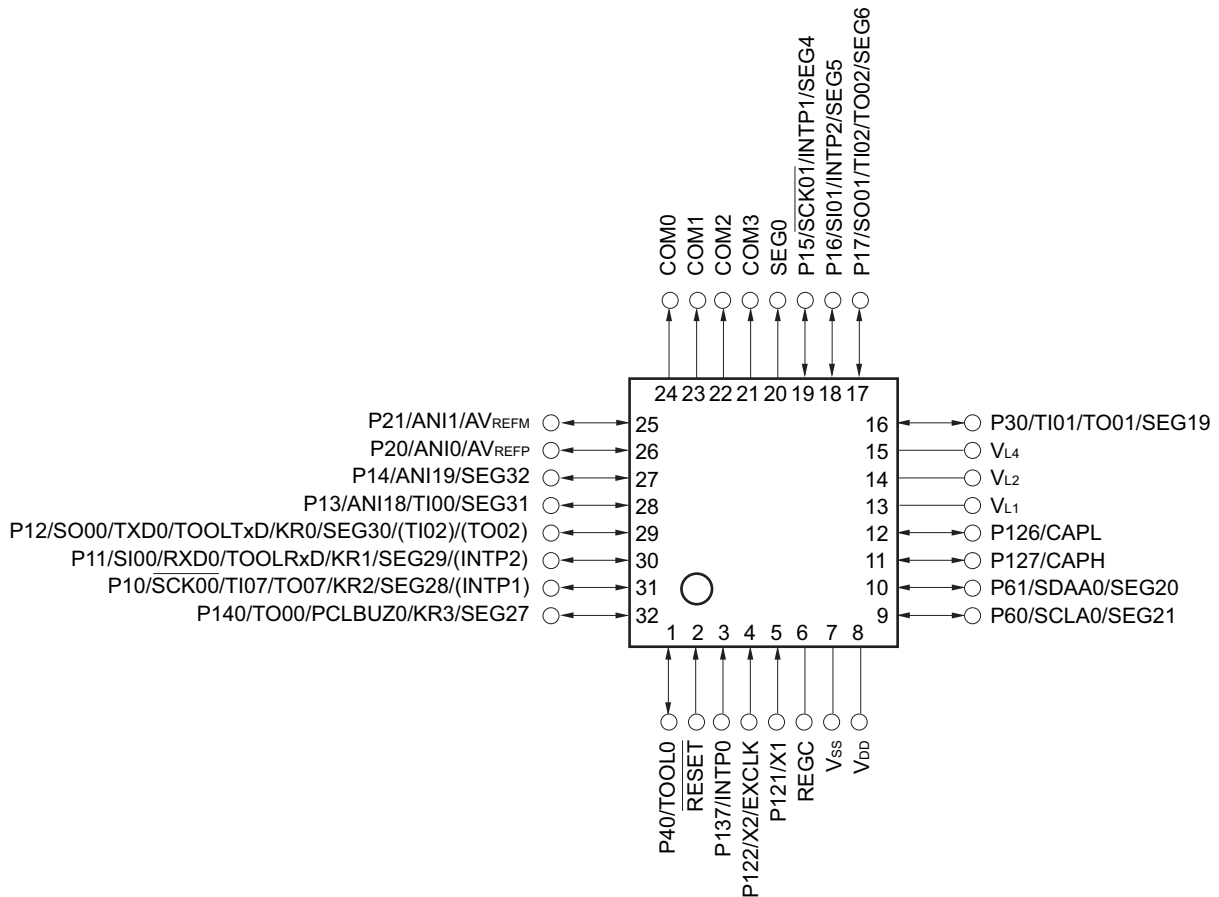 COM0
COM1
COM2
COM3
SEG0
P15/SCK01/INTP1/SEG4
P16/SI01/INTP2/SEG5
P17/SO01/TI02/TO02/SEG6
24 23 22 21 20 19 18 17
P21/ANI1/AVREFM 25
P20/ANI0/AVREFP 26
P14/ANI19/SEG32 27
P13/ANI18/TI00/SEG31 28
P12/SO00/TXD0/TOOLTxD/KR0/SEG30/(TI02)/(TO02) 29
P11/SI00/RXD0/TOOLRxD/KR1/SEG29/(INTP2) 30
P10/SCK00/TI07/TO07/KR2/SEG28/(INTP1) 31
P140/TO00/PCLBUZ0/KR3/SEG27 32
16 P30/TI01/TO01/SEG19
15 VL4
14 VL2
13 VL1
12 P126/CAPL
11 P127/CAPH
10 P61/SDAA0/SEG20
9 P60/SCLA0/SEG21
1 2 3 4 5 6 7 8
P40/TOOL0
RESET
P137/INTP0
P122/X2/EXCLK
P121/X1
REGC
VSS
VDD